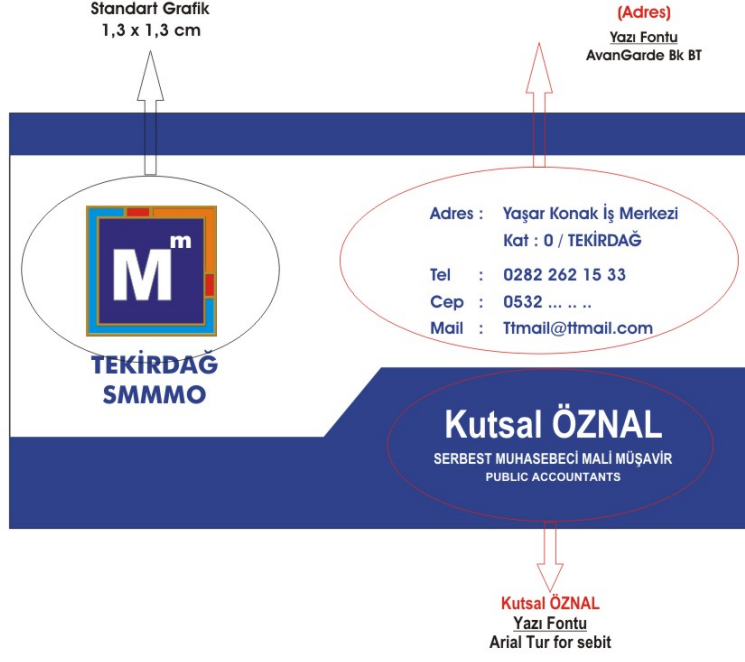 Standart Grafik
1,3 x 1,3 cm
(Adres)
Yazı Fontu
AvanGarde Bk BT
Mm
TEKİRDAĞ
SMMMO
Adres : Yaşar Konak İş Merkezi
Kat : 0 / TEKİRDAĞ
Tel : 0282 262 15 33
Cep : 0532 ... .. ..
Mail : Ttmail@ttmail.com
Kutsal ÖZNAL
SERBEST MUHASEBECİ MALİ MÜŞAVİR
PUBLIC ACCOUNTANTS
Kutsal ÖZNAL
Yazı Fontu
Arial Tur for sebit